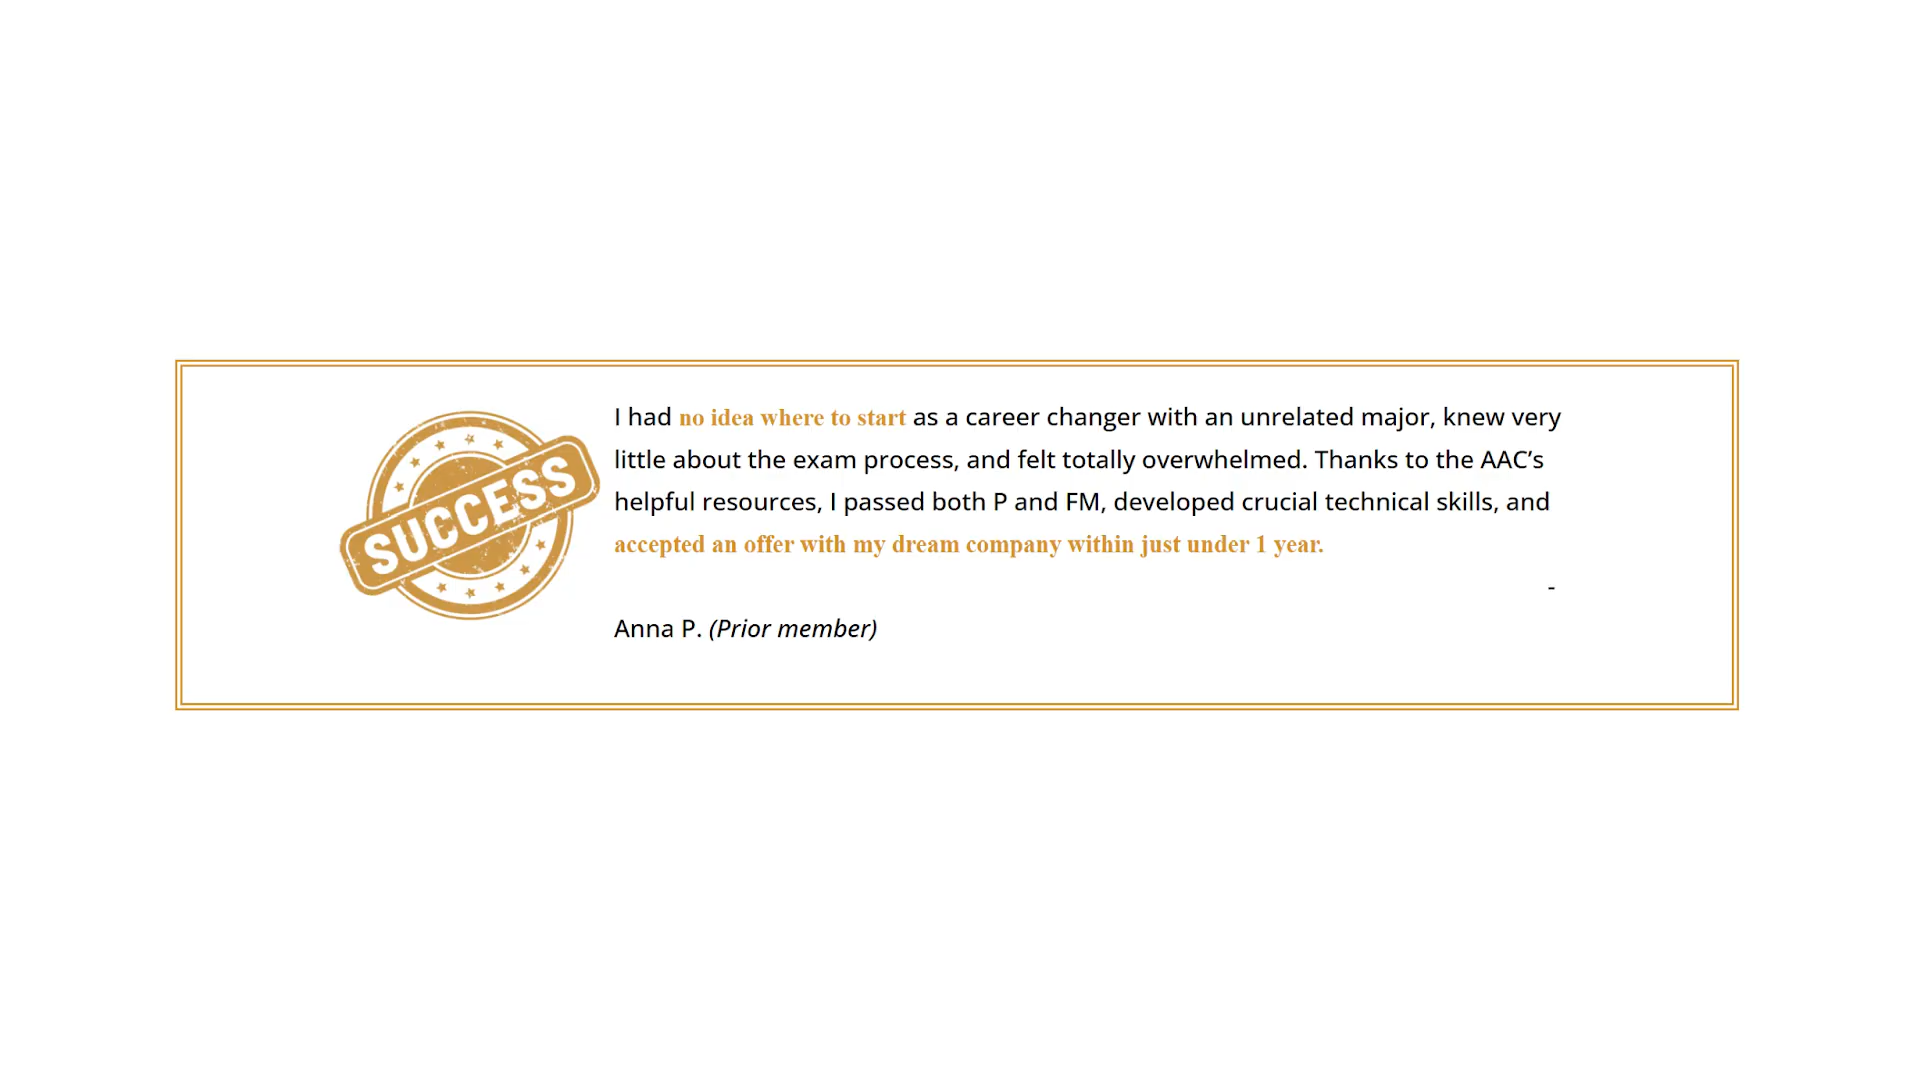 SUCCESS
I had no idea where to start as a career changer with an unrelated major, knew very
little about the exam process, and felt totally overwhelmed. Thanks to the AAC’s
helpful resources, I passed both P and FM, developed crucial technical skills, and
accepted an offer with my dream company within just under 1 year.
-
Anna P. (Prior member)